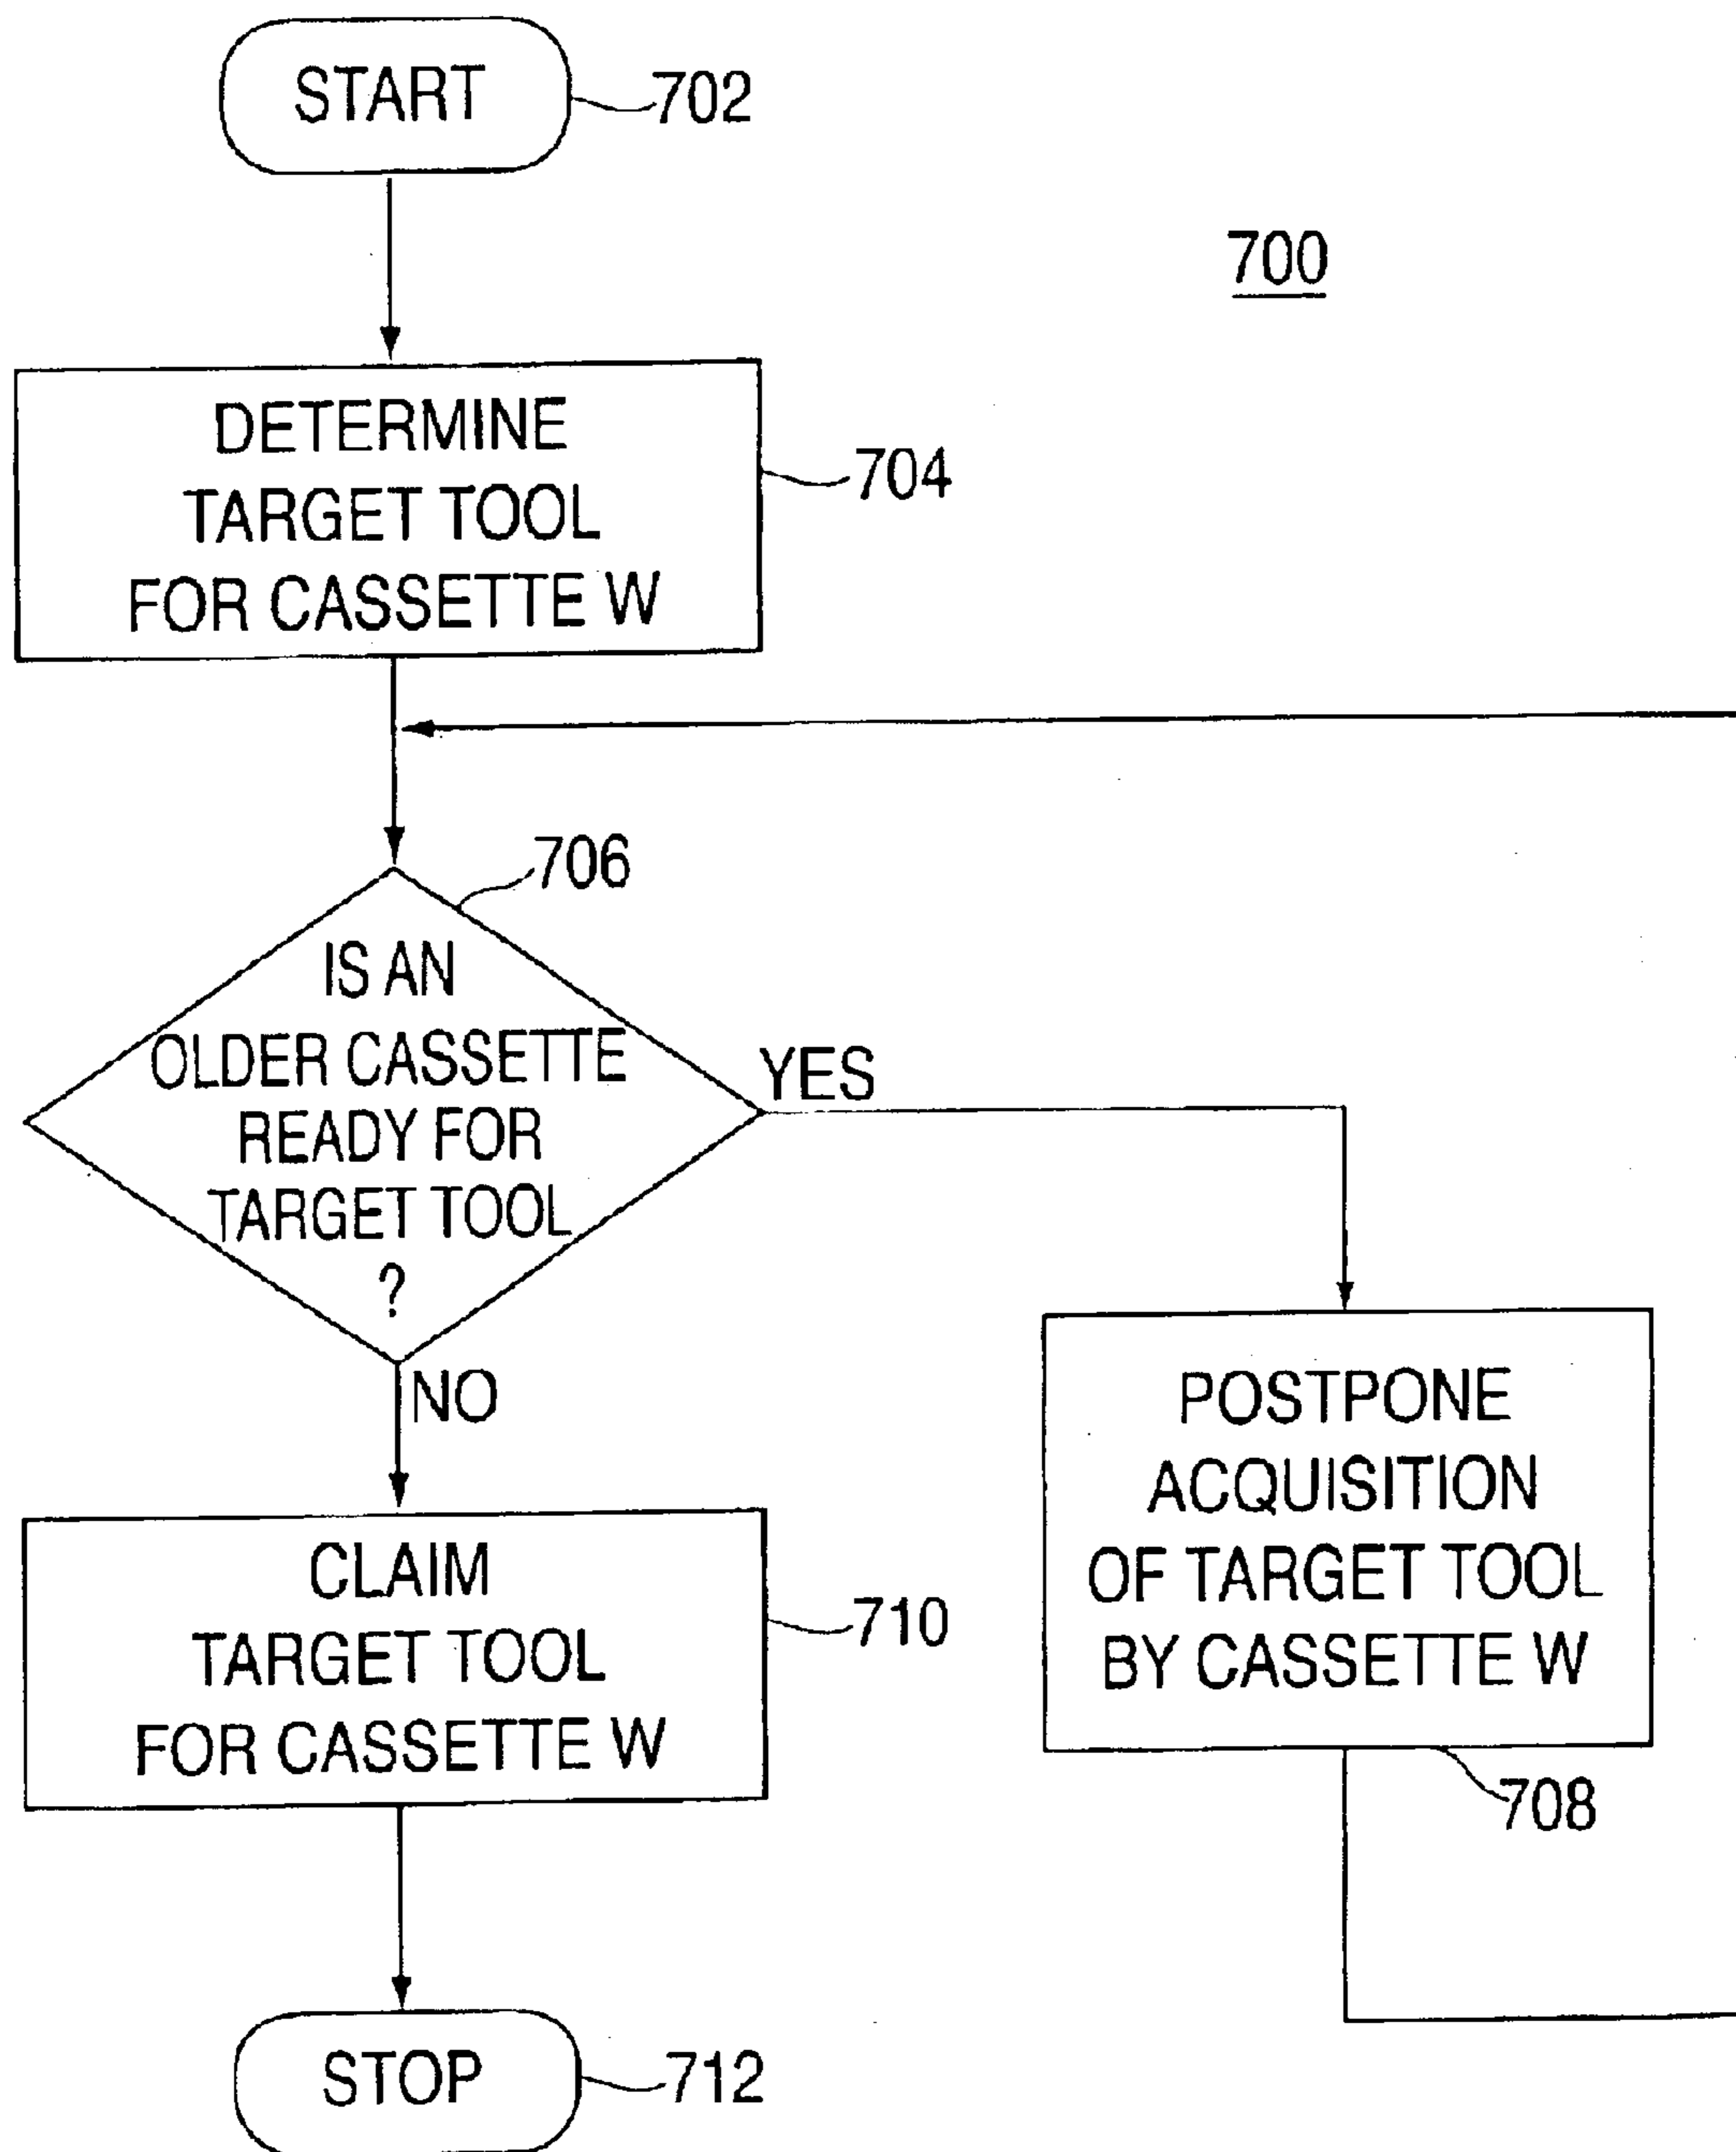 START
702
700
DETERMINE
TARGET TOOL
FOR CASSETTE W
704
706
IS AN
OLDER CASSETTE
READY FOR
TARGET TOOL
?
YES
NO
POSTPONE
ACQUISITION
OF TARGET TOOL
BY CASSETTE W
708
CLAIM
TARGET TOOL
FOR CASSETTE W
710
STOP
712